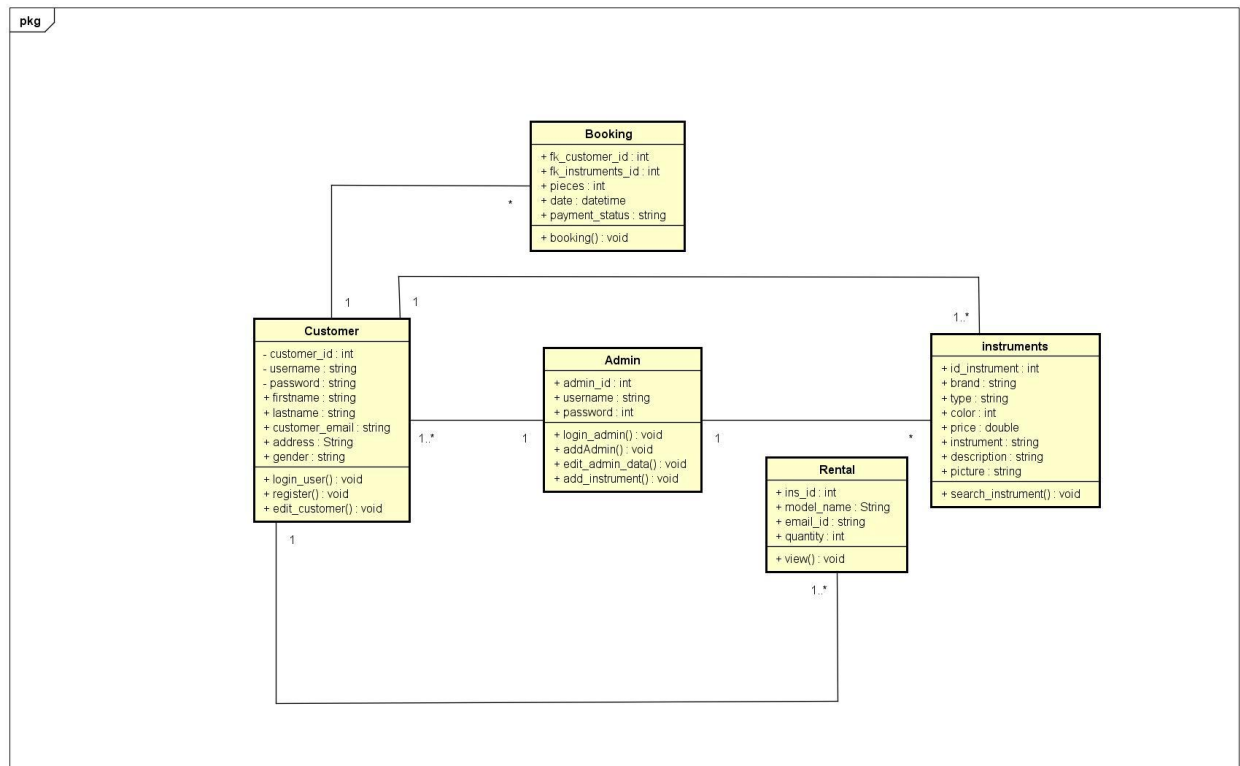 pkg
Booking
+ fk_customer_id : int
+ fk_instruments_id : int
+ pieces : int
+ date : datetime
+ payment_status : string
+ booking() : void
*
1
1
1..*
Customer
- customer_id : int
- username : string
- password : string
+ firstname : string
+ lastname : string
+ customer_email : string
+ address : String
+ gender : string
+ login_user() : void
+ register() : void
+ edit_customer() : void
1..*
1
Admin
+ admin_id : int
+ username : string
+ password : int
+ login_admin() : void
+ addAdmin() : void
+ edit_admin_data() : void
+ add_instrument() : void
1
*
instruments
+ id_instrument : int
+ brand : string
+ type : string
+ color : int
+ price : double
+ instrument : string
+ description : string
+ picture : string
+ search_instrument() : void
Rental
+ ins_id : int
+ model_name : String
+ email_id : string
+ quantity : int
+ view() : void
1
1..*